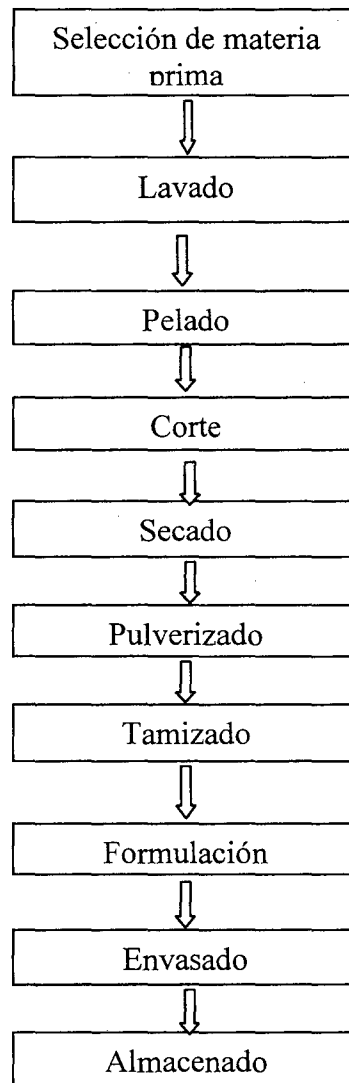 Selección de materia
prima
Lavado
Pelado
Corte
Secado
Pulverizado
Tamizado
Formulación
Envasado
Almacenado